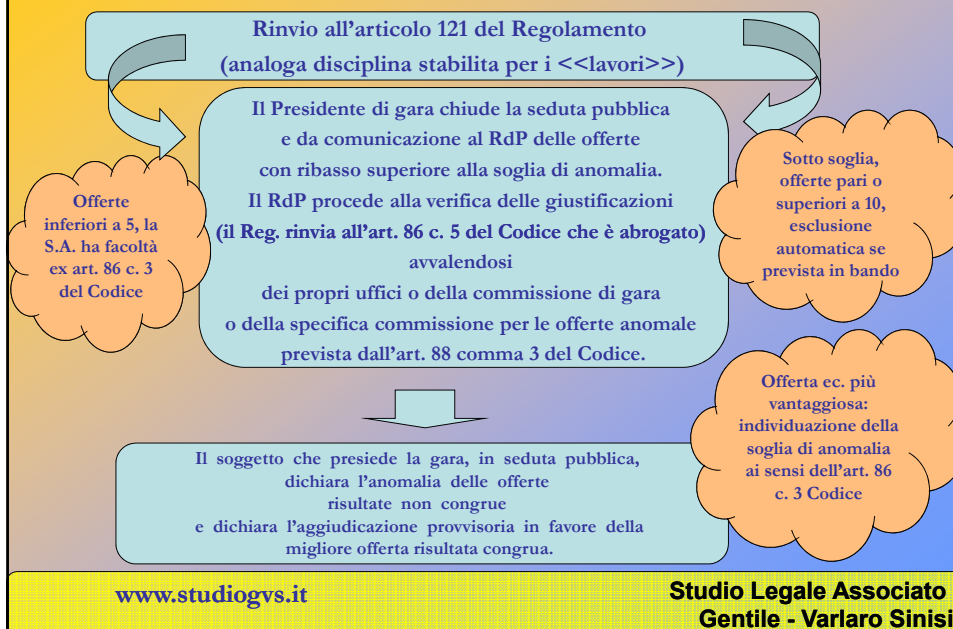 Rinvio all'articolo 121 del Regolamento
(analoga disciplina stabilita per i <<lavori>>)
Il Presidente di gara chiude la seduta pubblica
e da comunicazione al RdP delle offerte
con ribasso superiore alla soglia di anomalia.
Il RdP procede alla verifica delle giustificazioni
(il Reg. rinvia all'art. 86 c. 5 del Codice che è abrogato)
avvalendosi
dei propri uffici o della commissione di gara
o della specifica commissione per le offerte anomale
prevista dall'art. 88 comma 3 del Codice.
Offerte
inferiori a 5, la
S.A. ha facoltà
ex art. 86 c. 3
del Codice
Sotto soglia,
offerte pari o
superiori a 10,
esclusione
automatica se
prevista in bando
Offerta ec. più
vantaggiosa:
individuazione della
soglia di anomalia
ai sensi dell'art. 86
c. 3 Codice
Il soggetto che presiede la gara, in seduta pubblica,
dichiara l'anomalia delle offerte
risultate non congrue
e dichiara l'aggiudicazione provvisoria in favore della
migliore offerta risultata congrua.
www.studiogvs.it
Studio Legale Associato
Gentile - Varlaro Sinisi